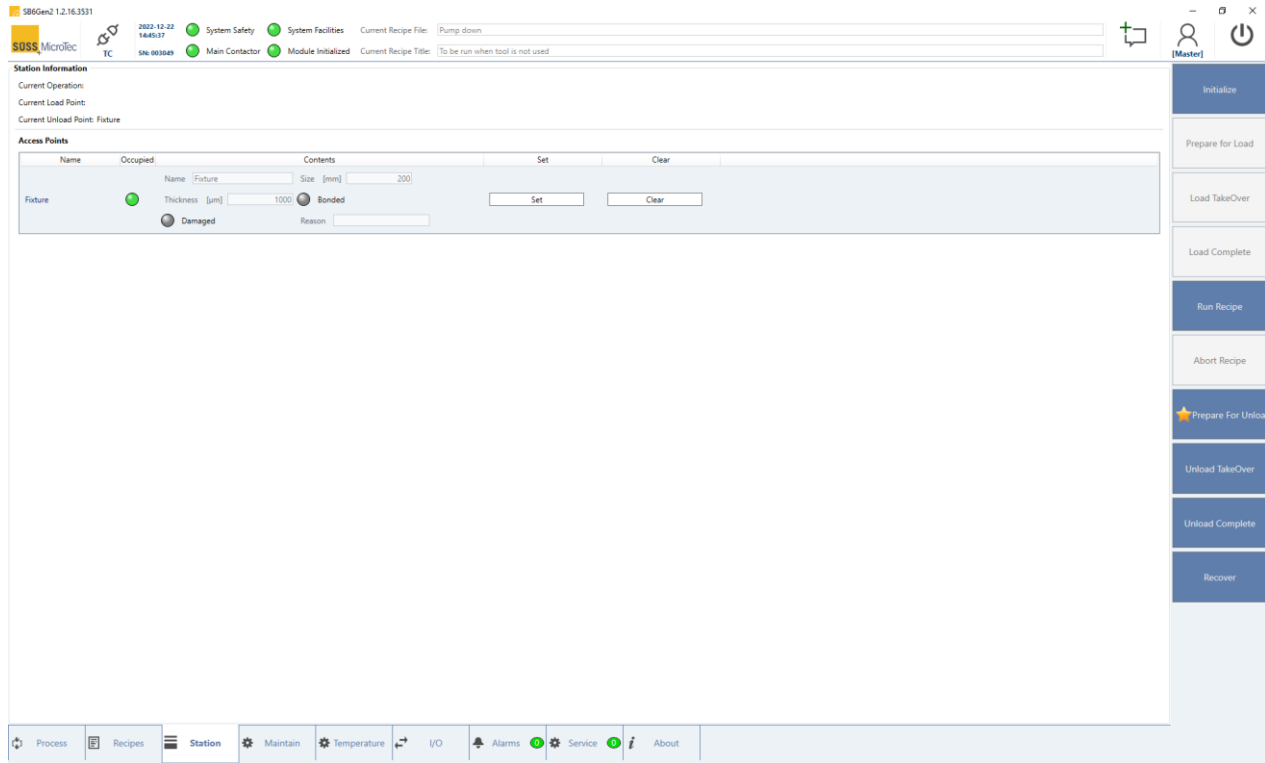 SB6Gen2 1.2.16.3531
SUSS MicroTec
TC
2022-12-22
14:45:37
SN: 003049
System Safety
System Facilities
Current Recipe File: Pump down
Main Contactor
Module Initialized
Current Recipe Title: To be run when tool is not used
[Master]
Station Information
Current Operation:
Current Load Point:
Current Unload Point: Fixture
Access Points
Name Occupied Contents Set Clear
Name Fixture Size [mm] 200
Fixture Thickness [μm] 1000 Bonded Set Clear
Damaged Reason
Initialize
Prepare for Load
Load TakeOver
Load Complete
Run Recipe
Abort Recipe
Prepare For Unloa
Unload TakeOver
Unload Complete
Recover
Process Recipes Station Maintain Temperature I/O Alarms 0 Service 0 i About